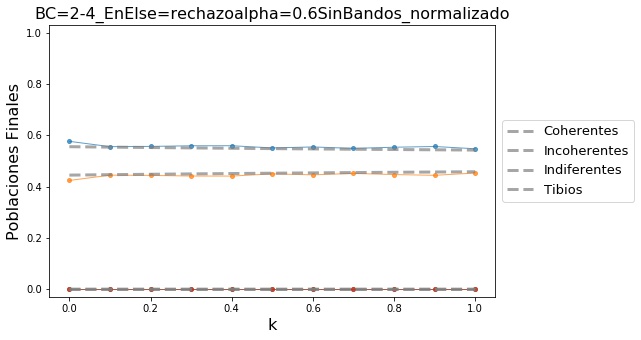 BC=2-4_EnElse=rechazoalpha=0.6SinBandos_normalizado
Poblaciones Finales
1.0
0.8
0.6
0.4
0.2
0.0
0.0 0.2 0.4 0.6 0.8 1.0
k
Coherentes
Incoherentes
Indiferentes
Tibios